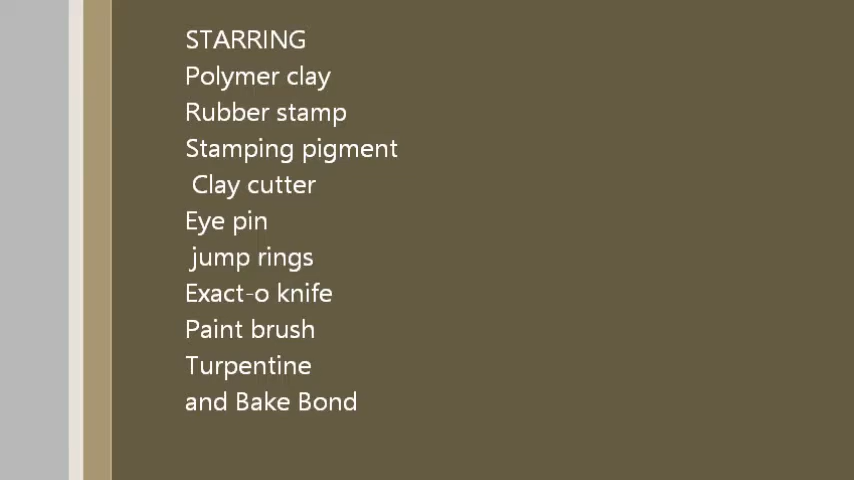 STARRING
Polymer clay
Rubber stamp
Stamping pigment
Clay cutter
Eye pin
jump rings
Exact-o knife
Paint brush
Turpentine
and Bake Bond